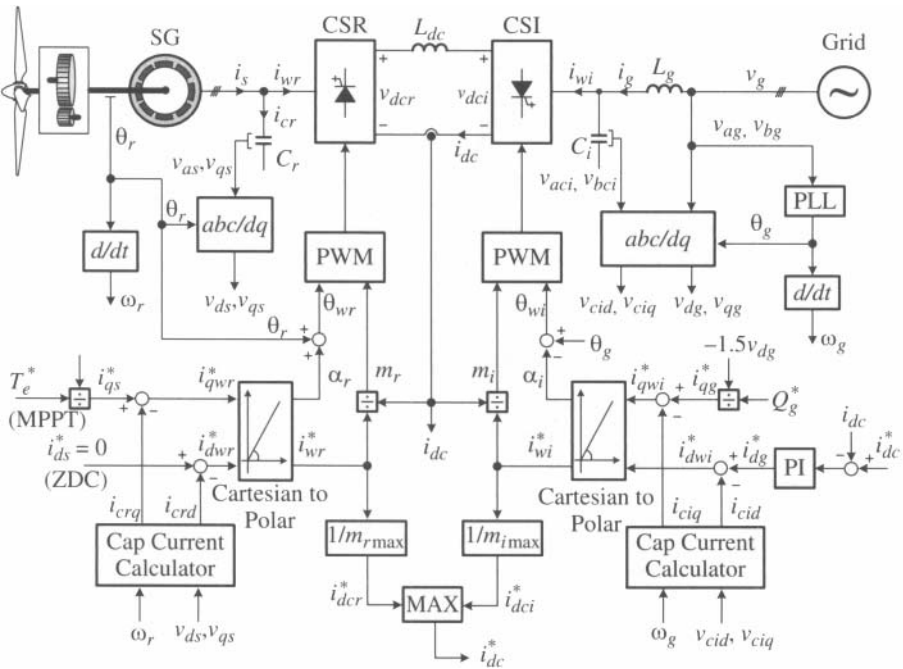 SG
CSR
L_dc
CSI
Grid
i_s
i_wr
+
+
i_wi
i_g
L_g
v_g
v_dcr
v_dci
~
i_cr
C_r
−
−
i_dc
C_i
v_ag, v_bg
θ_r
v_as, v_qs
v_aci, v_bci
PLL
θ_r
abc/dq
abc/dq
θ_g
d/dt
PWM
PWM
d/dt
ω_r
v_ds, v_qs
θ_wr
θ_wi
v_cid, v_ciq
v_dg, v_qg
ω_g
θ_r
+
+
+
−
θ_g
−1.5v_dg
T_e^*
(MPPT)
÷
i_qs^*
+
−
i_qwr^*
α_r
m_r
m_i
α_i
i_qwi^*
+
−
i_qg^*
÷
Q_g^*
÷
÷
i_ds^* = 0
(ZDC)
+
−
i_dwr^*
i_wr^*
i_dc
i_wi^*
i_dwi^*
+
−
i_dg^*
PI
i_dc
−
+
i_dc^*
Cartesian to
Polar
Cartesian to
Polar
i_crq
i_crd
i_ciq
i_cid
1/m_rmax
1/m_imax
Cap Current
Calculator
Cap Current
Calculator
i_dcr^*
MAX
i_dci^*
ω_r
v_ds, v_qs
i_dc^*
ω_g
v_cid, v_ciq